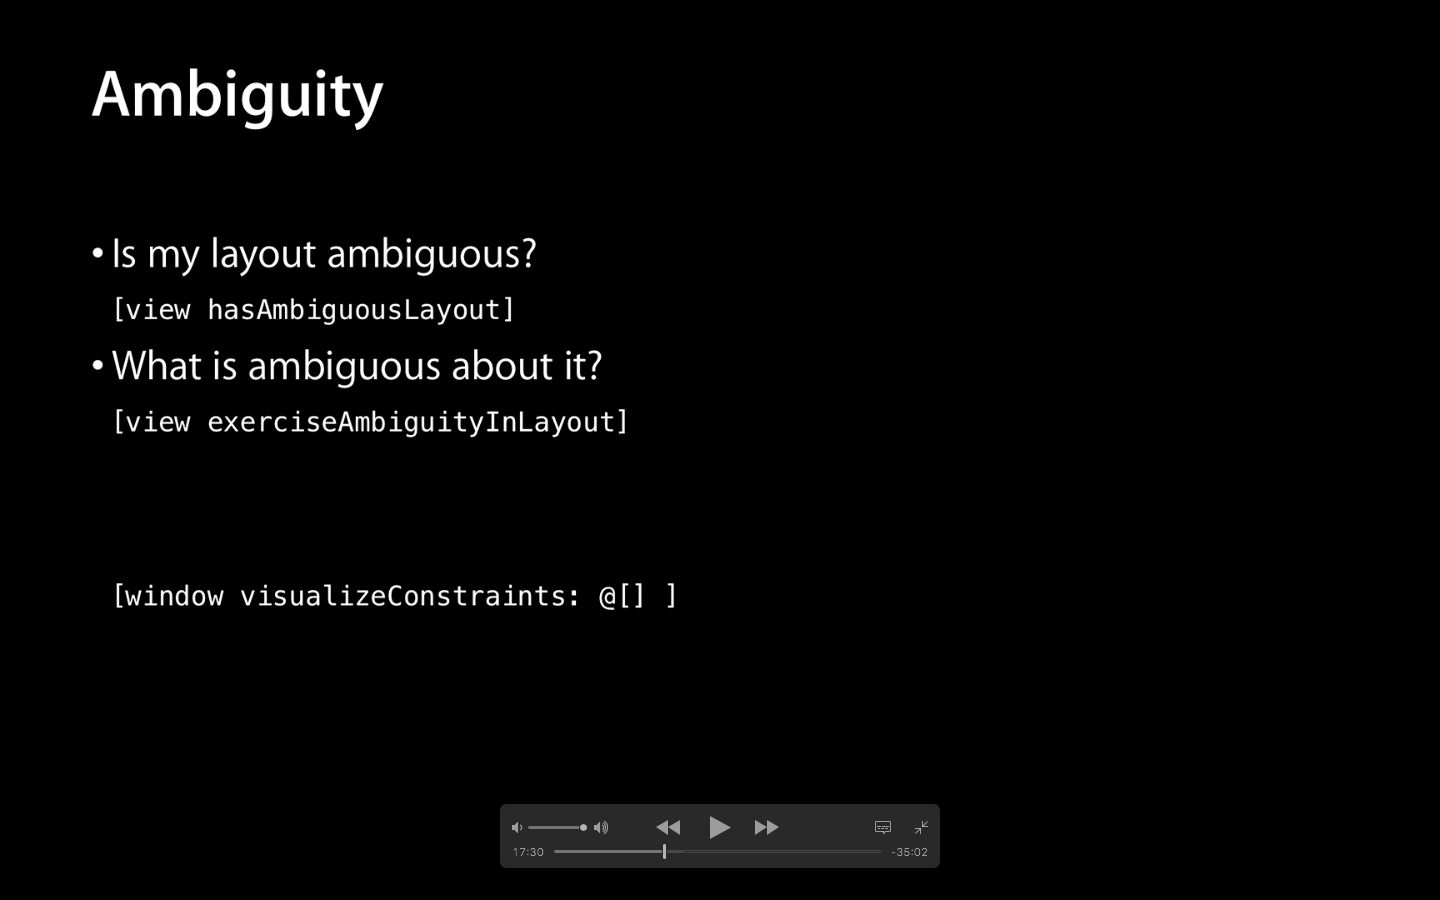 Ambiguity
• Is my layout ambiguous?
[view hasAmbiguousLayout]
• What is ambiguous about it?
[view exerciseAmbiguityInLayout]
[window visualizeConstraints: @[] ]
17:30
-35:02